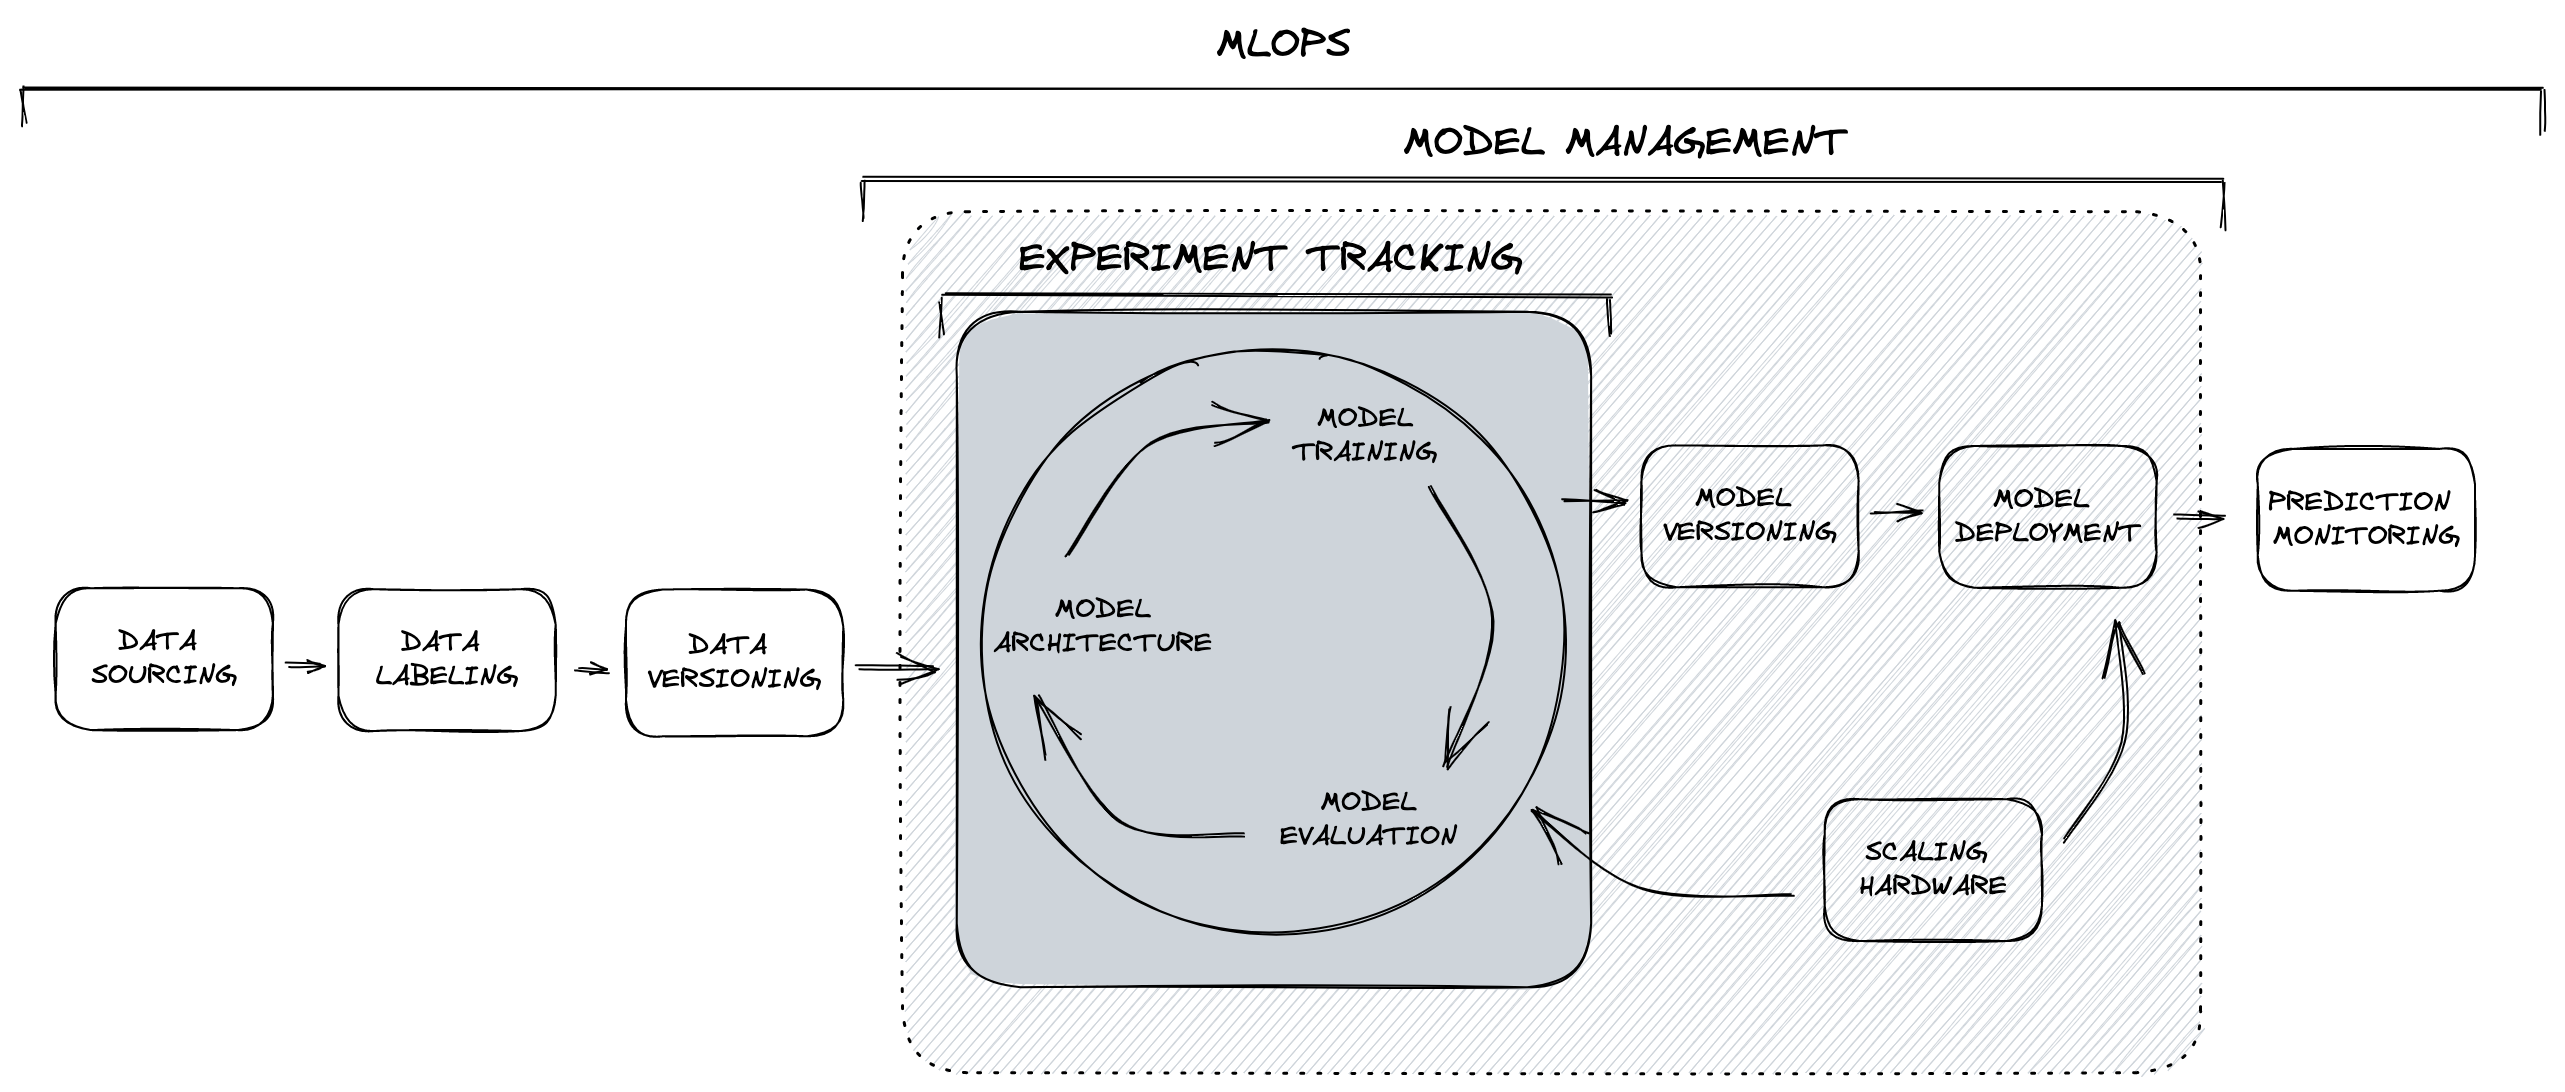 MLOPS
MODEL MANAGEMENT
EXPERIMENT TRACKING
DATA
SOURCING
DATA
LABELING
DATA
VERSIONING
MODEL
ARCHITECTURE
MODEL
TRAINING
MODEL
EVALUATION
MODEL
VERSIONING
MODEL
DEPLOYMENT
PREDICTION
MONITORING
SCALING
HARDWARE